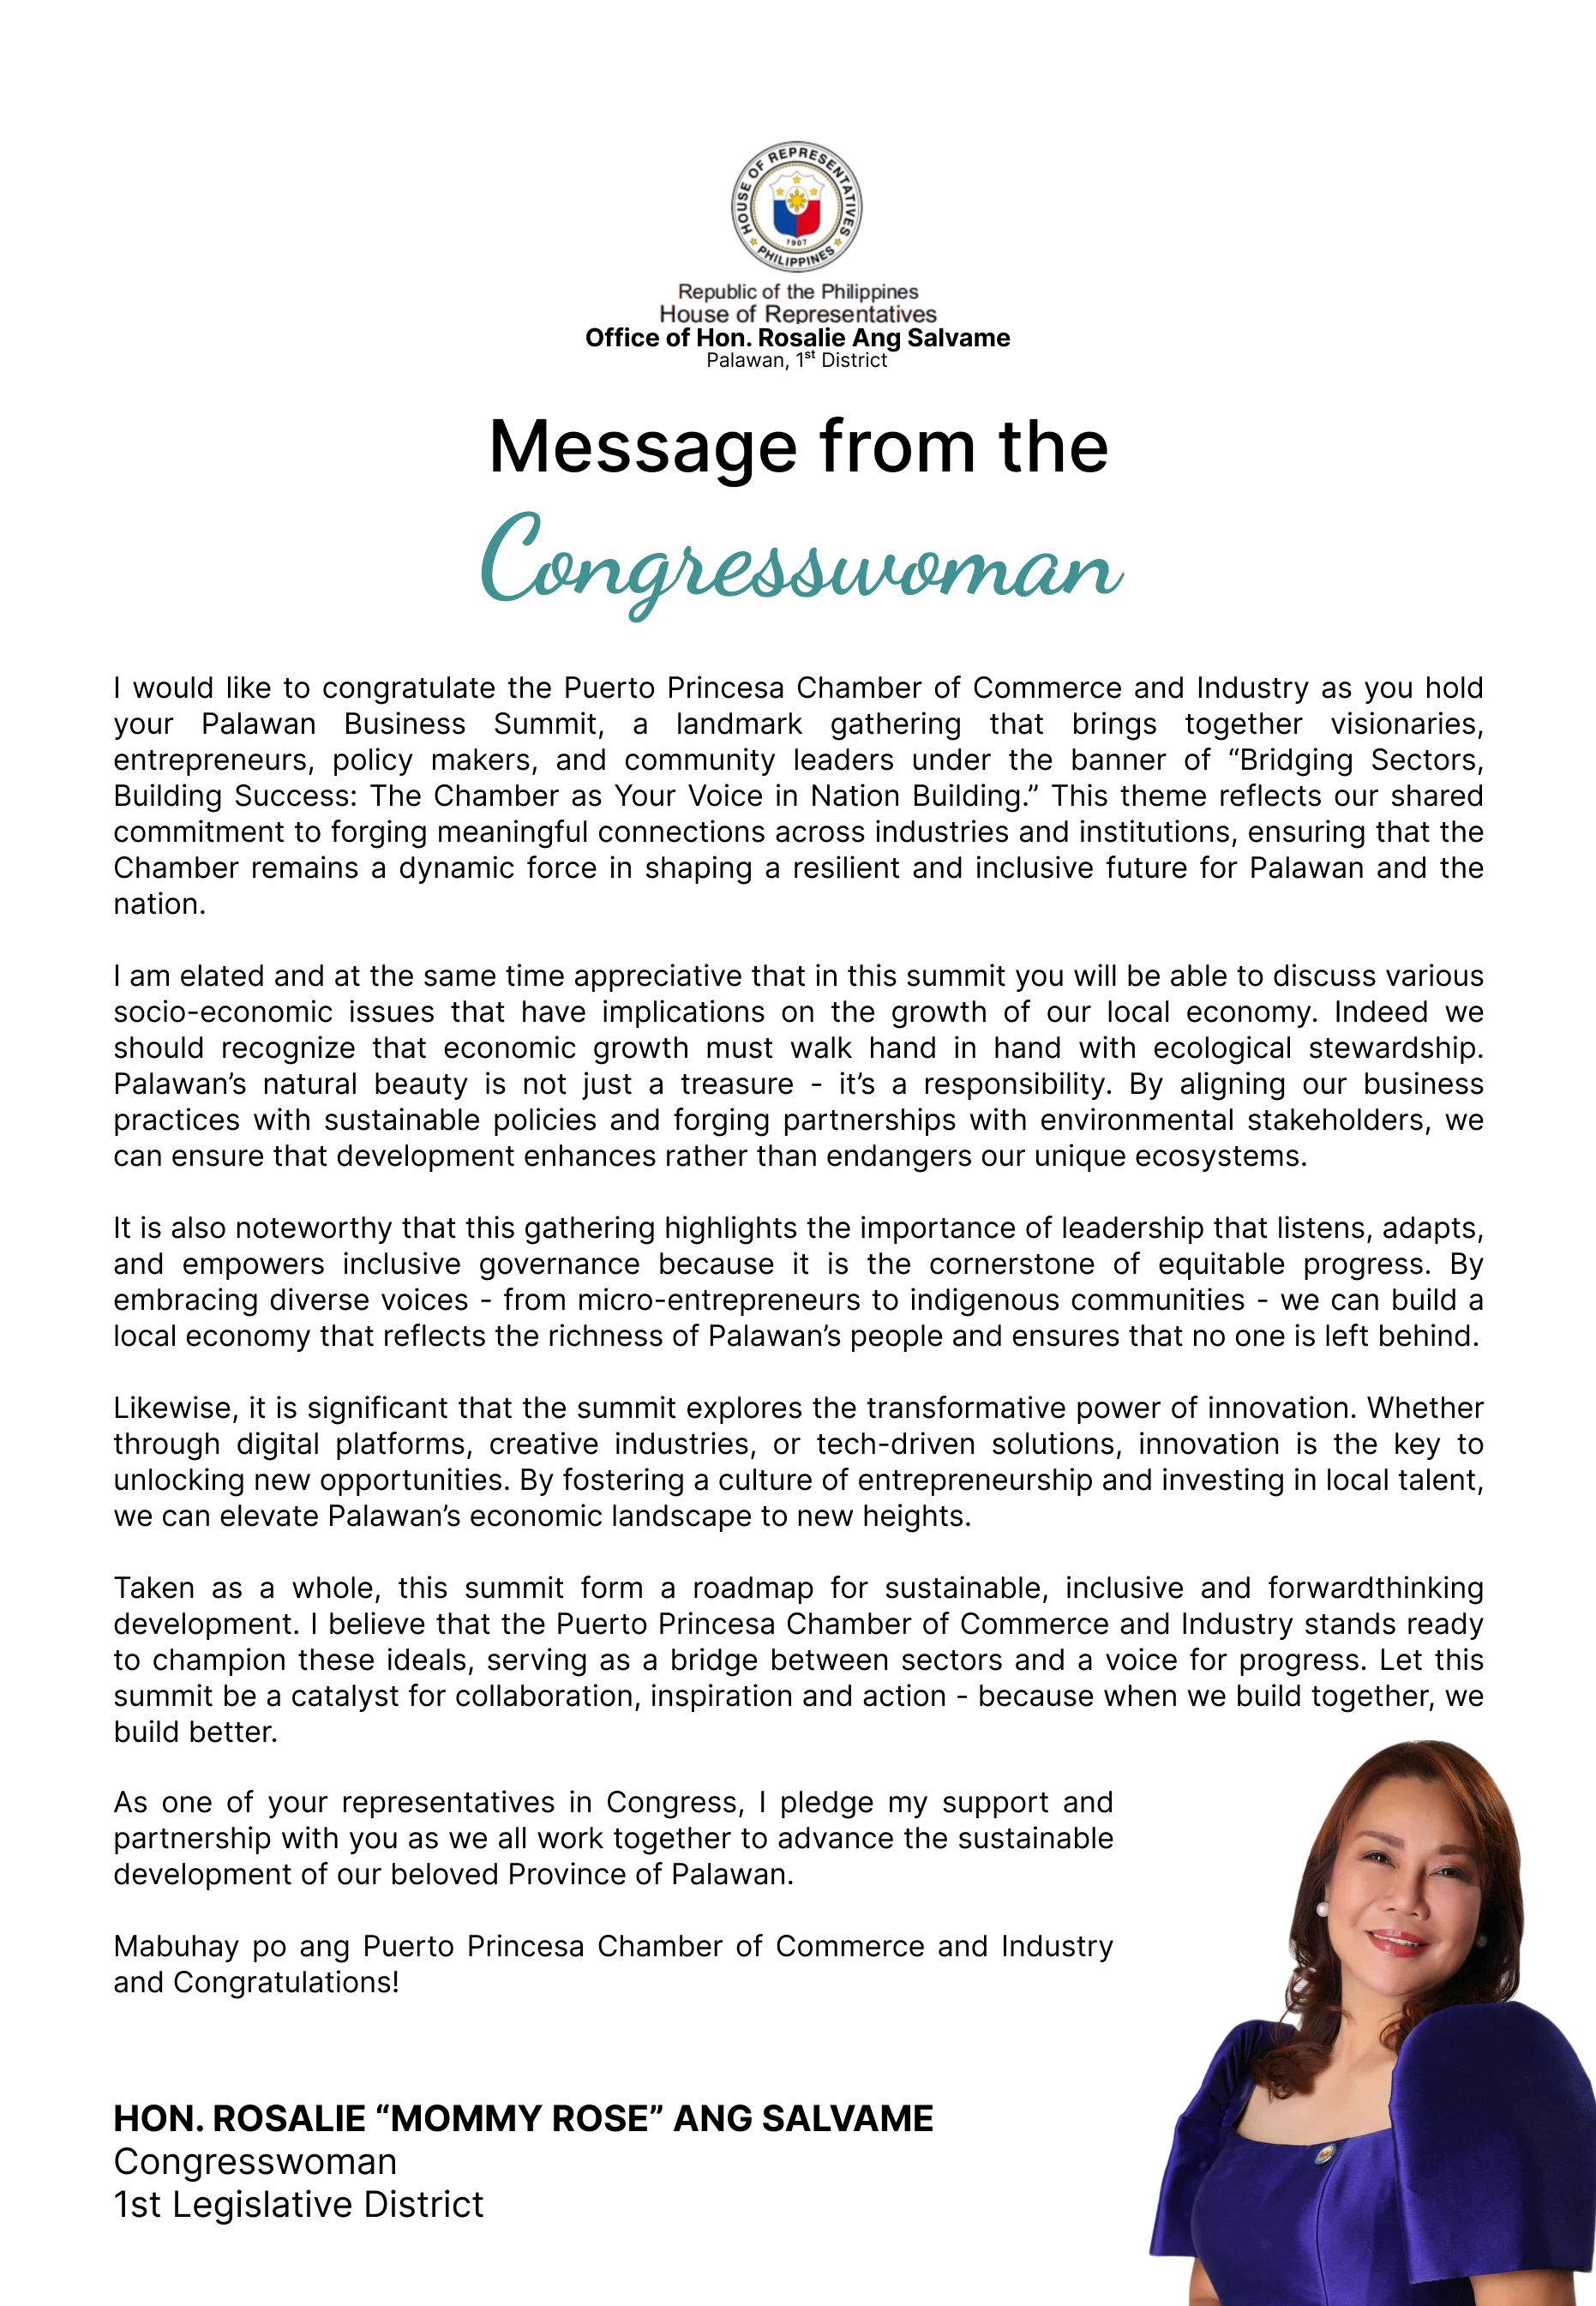 HOUSE OF REPRESENTATIVES
1907
PHILIPPINES
Republic of the Philippines
House of Representatives
Office of Hon. Rosalie Ang Salvame
Palawan, 1st District
Message from the
Congresswoman
I would like to congratulate the Puerto Princesa Chamber of Commerce and Industry as you hold
your Palawan Business Summit, a landmark gathering that brings together visionaries,
entrepreneurs, policy makers, and community leaders under the banner of “Bridging Sectors,
Building Success: The Chamber as Your Voice in Nation Building.” This theme reflects our shared
commitment to forging meaningful connections across industries and institutions, ensuring that the
Chamber remains a dynamic force in shaping a resilient and inclusive future for Palawan and the
nation.
I am elated and at the same time appreciative that in this summit you will be able to discuss various
socio-economic issues that have implications on the growth of our local economy. Indeed we
should recognize that economic growth must walk hand in hand with ecological stewardship.
Palawan’s natural beauty is not just a treasure - it’s a responsibility. By aligning our business
practices with sustainable policies and forging partnerships with environmental stakeholders, we
can ensure that development enhances rather than endangers our unique ecosystems.
It is also noteworthy that this gathering highlights the importance of leadership that listens, adapts,
and empowers inclusive governance because it is the cornerstone of equitable progress. By
embracing diverse voices - from micro-entrepreneurs to indigenous communities - we can build a
local economy that reflects the richness of Palawan’s people and ensures that no one is left behind.
Likewise, it is significant that the summit explores the transformative power of innovation. Whether
through digital platforms, creative industries, or tech-driven solutions, innovation is the key to
unlocking new opportunities. By fostering a culture of entrepreneurship and investing in local talent,
we can elevate Palawan’s economic landscape to new heights.
Taken as a whole, this summit form a roadmap for sustainable, inclusive and forwardthinking
development. I believe that the Puerto Princesa Chamber of Commerce and Industry stands ready
to champion these ideals, serving as a bridge between sectors and a voice for progress. Let this
summit be a catalyst for collaboration, inspiration and action - because when we build together, we
build better.
As one of your representatives in Congress, I pledge my support and
partnership with you as we all work together to advance the sustainable
development of our beloved Province of Palawan.
Mabuhay po ang Puerto Princesa Chamber of Commerce and Industry
and Congratulations!
HON. ROSALIE “MOMMY ROSE” ANG SALVAME
Congresswoman
1st Legislative District